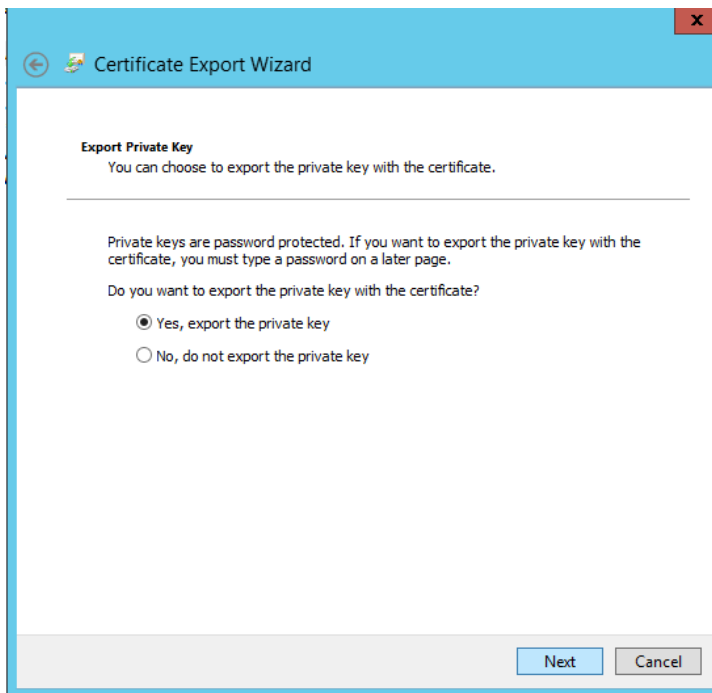 x
Certificate Export Wizard
Export Private Key
You can choose to export the private key with the certificate.
Private keys are password protected. If you want to export the private key with the
certificate, you must type a password on a later page.
Do you want to export the private key with the certificate?
Yes, export the private key
No, do not export the private key
Next Cancel